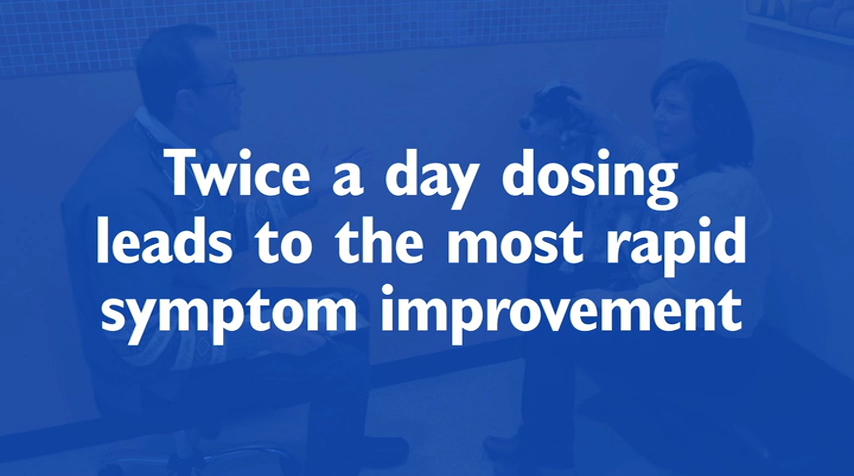 Twice a day dosing
leads to the most rapid
symptom improvement